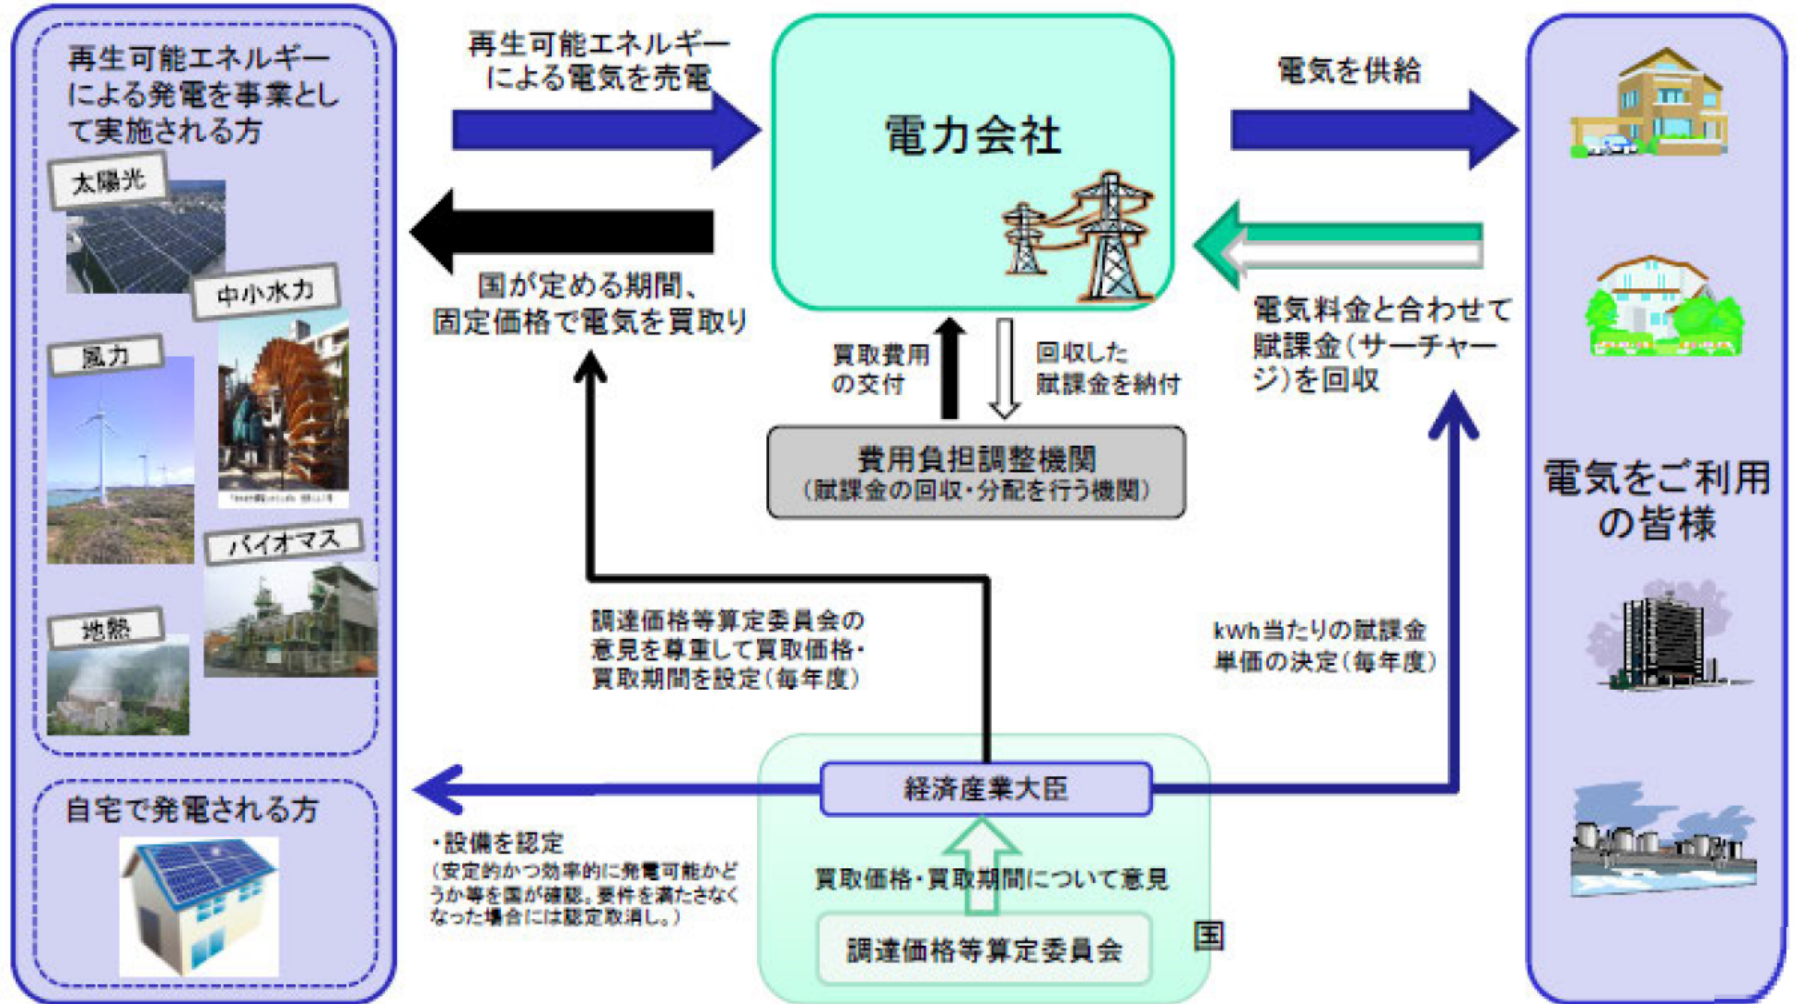 再生可能エネルギー
による発電を事業とし
て実施される方
太陽光
中小水力
風力
バイオマス
地熱
自宅で発電される方
再生可能エネルギー
による電気を売電
国が定める期間、
固定価格で電気を買取り
電力会社
買取費用
の交付
回収した
賦課金を納付
費用負担調整機関
(賦課金の回収・分配を行う機関)
電気を供給
電気料金と合わせて
賦課金(サーチャー
ジ)を回収
電気をご利用
の皆様
調達価格等算定委員会の
意見を尊重して買取価格・
買取期間を設定(毎年度)
kWh当たりの賦課金
単価の決定(毎年度)
経済産業大臣
・設備を認定
(安定的かつ効率的に発電可能かど
うか等を国が確認。要件を満たさなく
なった場合には認定取消し。)
買取価格・買取期間について意見
調達価格等算定委員会
国